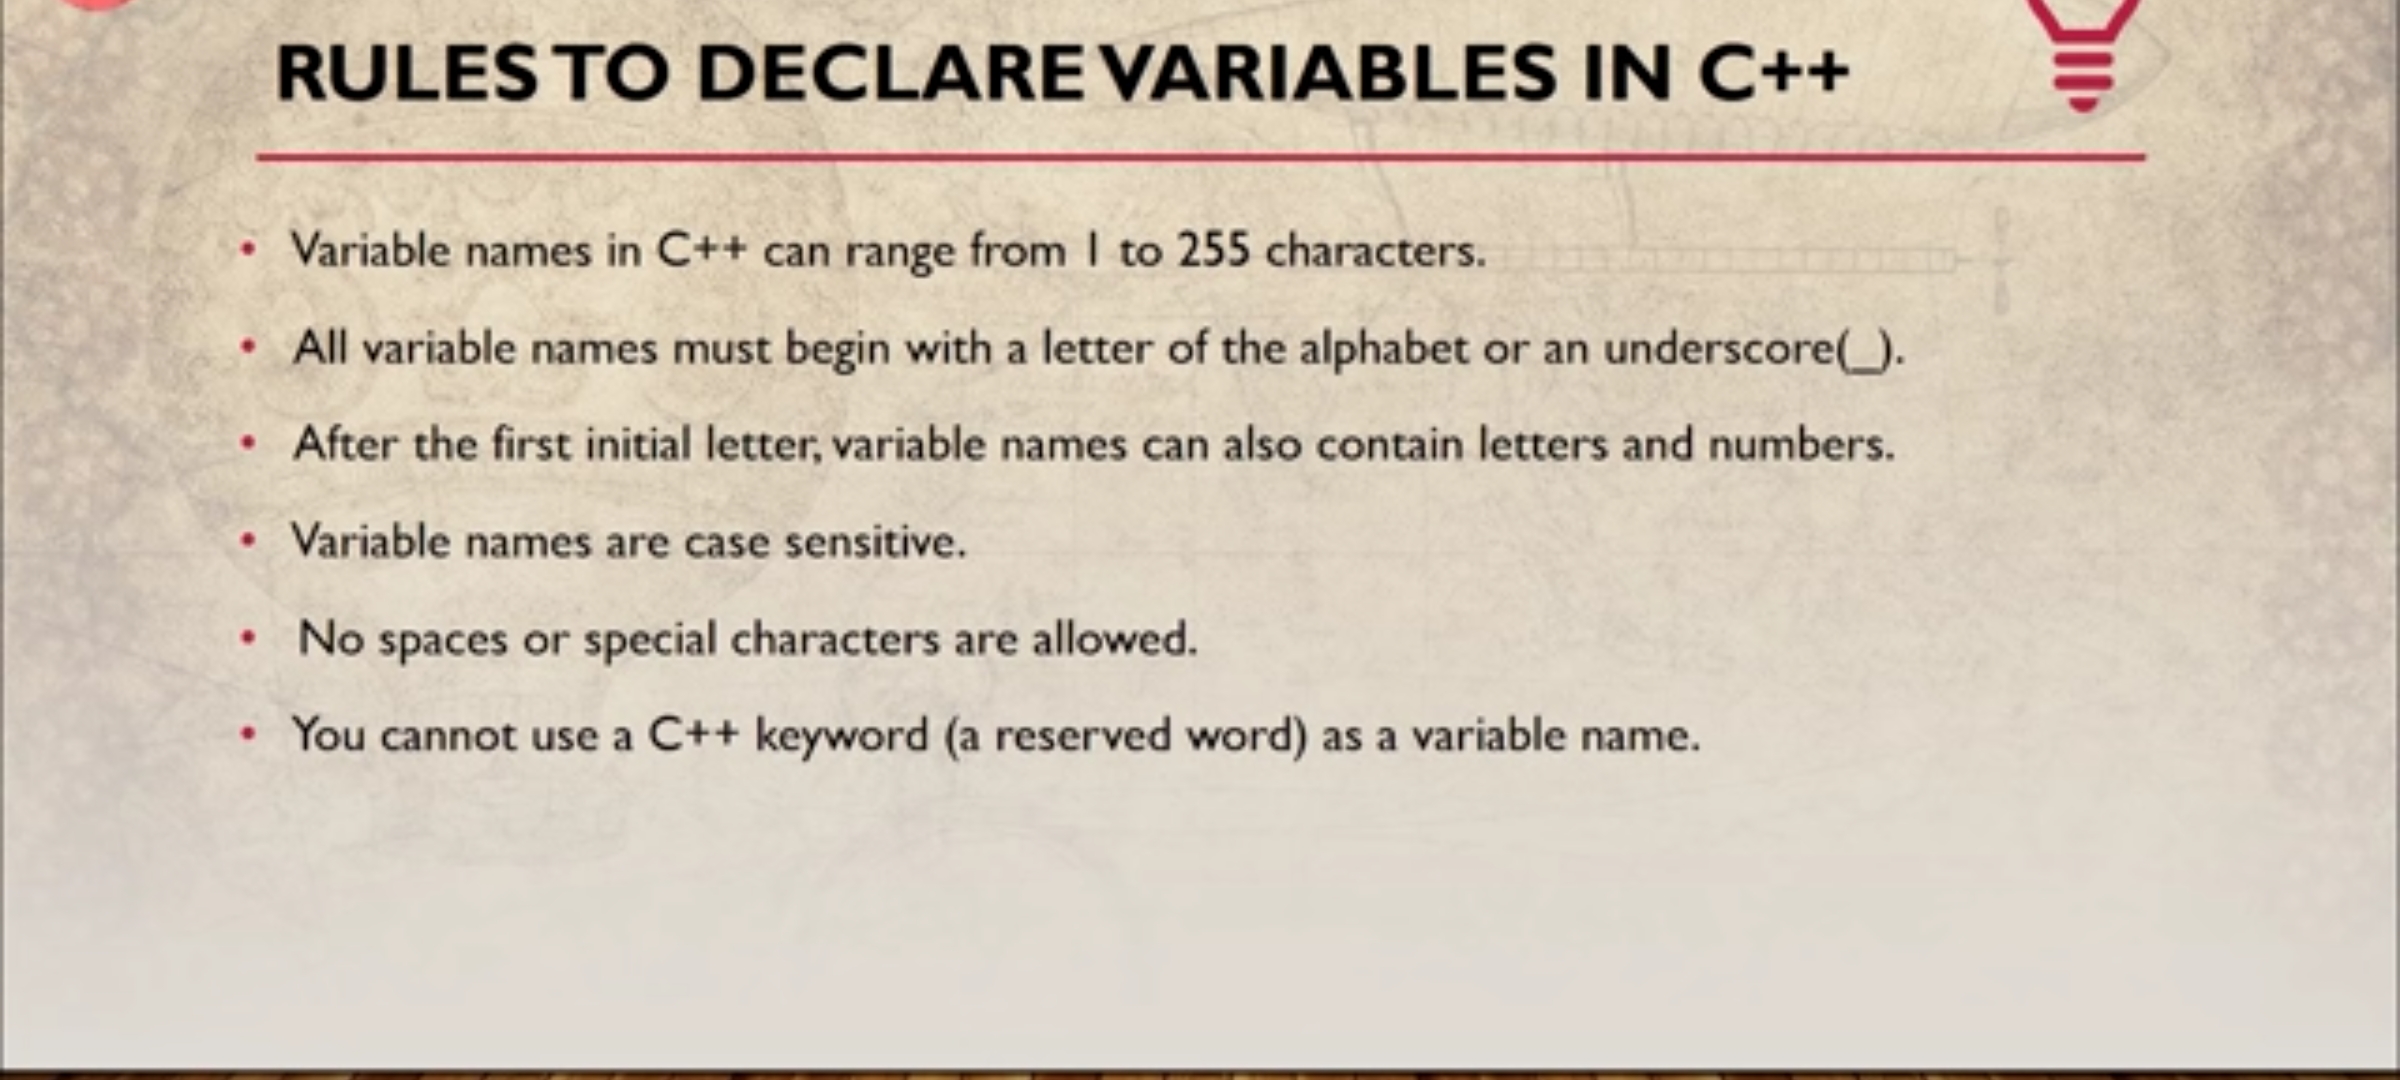 RULES TO DECLARE VARIABLES IN C++
• Variable names in C++ can range from 1 to 255 characters.
• All variable names must begin with a letter of the alphabet or an underscore(_).
• After the first initial letter, variable names can also contain letters and numbers.
• Variable names are case sensitive.
• No spaces or special characters are allowed.
• You cannot use a C++ keyword (a reserved word) as a variable name.